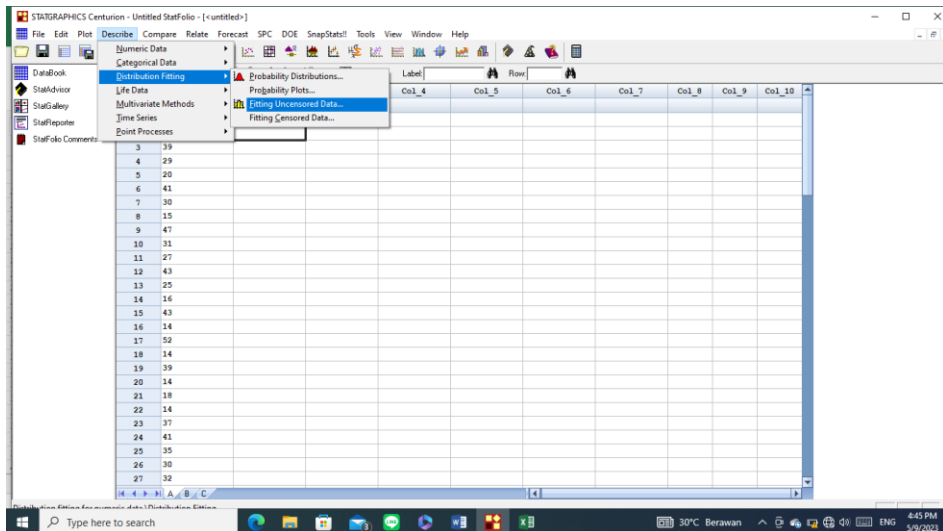 STATGRAPHICS Centurion - Untitled StatFolio - [<untitled>]
File Edit Plot Describe Compare Relate Forecast SPC DOE SnapStats!! Tools View Window Help
Numeric Data
Categorical Data
Distribution Fitting
Life Data
Multivariate Methods
Time Series
Point Processes
Probability Distributions...
Probability Plots...
Fitting Uncensored Data...
Fitting Censored Data...
Label: Row:
DataBook
StatAdvisor
StatGallery
StatReporter
StatFolio Comments
Col_4 Col_5 Col_6 Col_7 Col_8 Col_9 Col_10
3 39
4 29
5 20
6 41
7 30
8 15
9 47
10 31
11 27
12 43
13 25
14 16
15 43
16 14
17 52
18 14
19 39
20 14
21 18
22 14
23 37
24 41
25 35
26 30
27 32
A B C
Type here to search
30°C Berawan
ENG
4:45 PM
5/9/2023